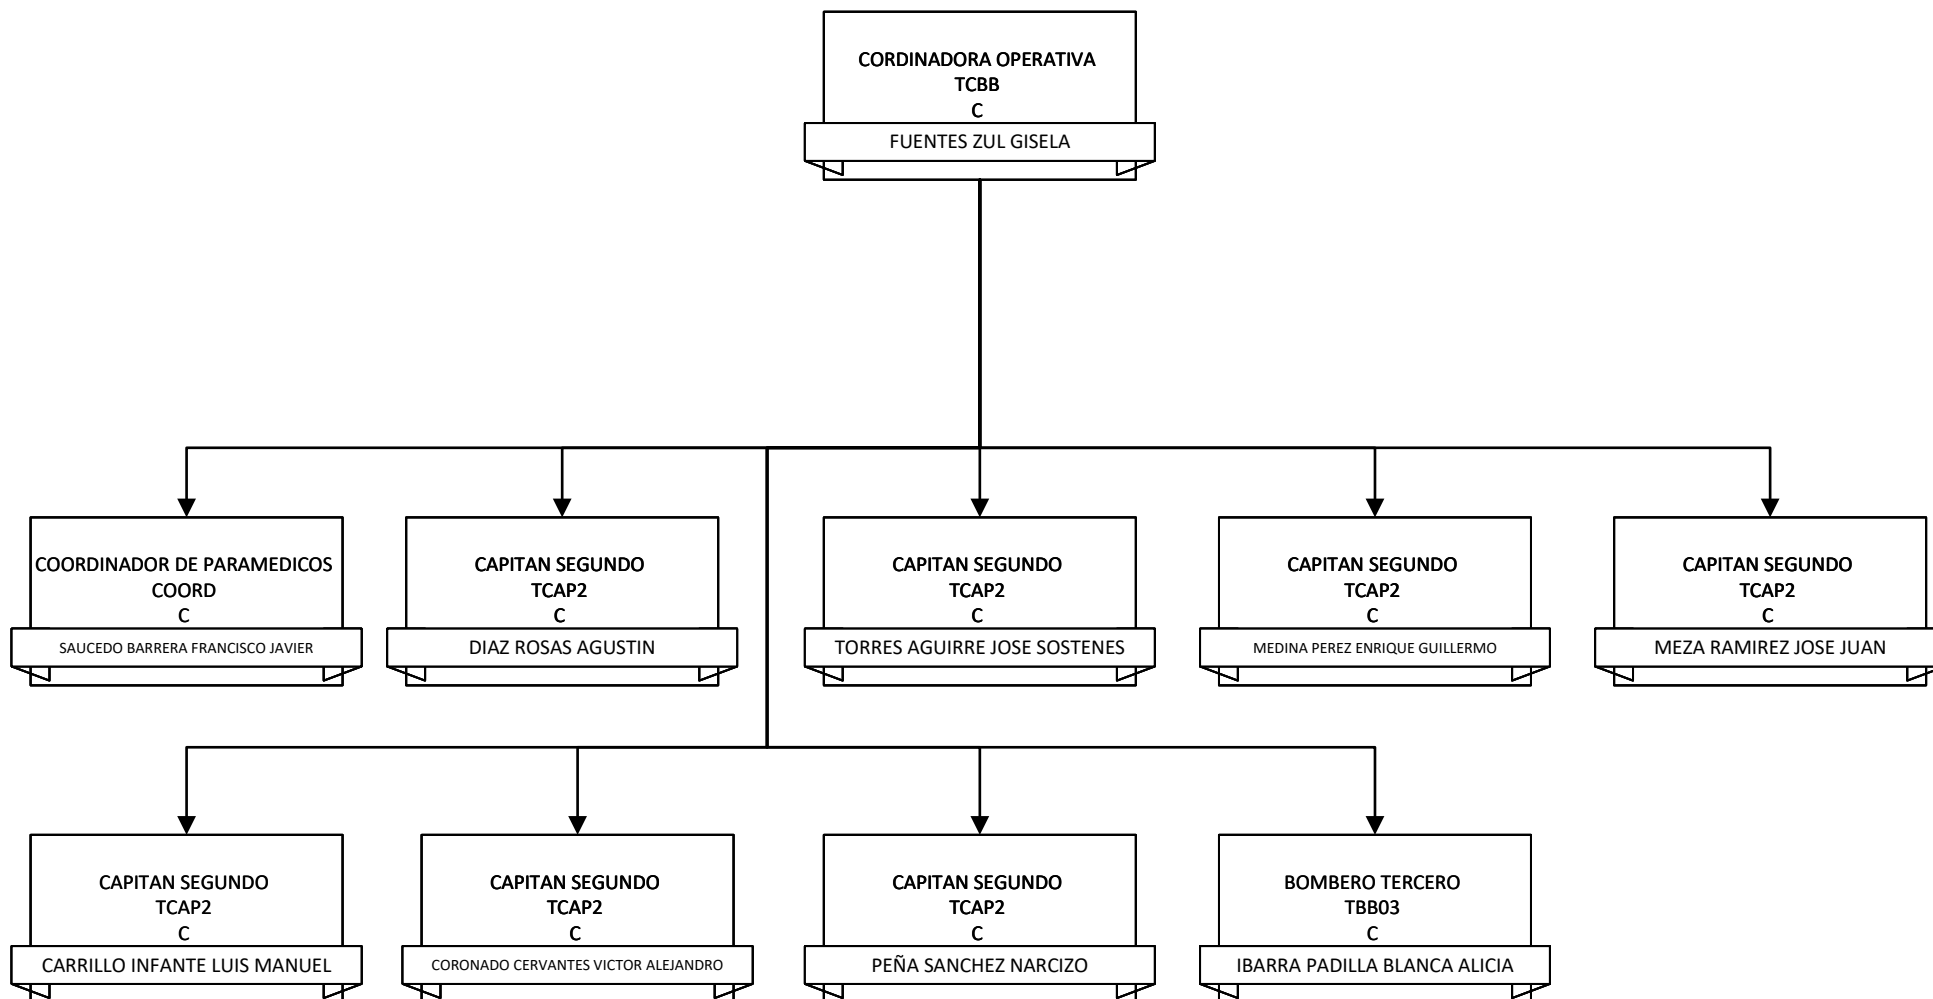 CORDINADORA OPERATIVA
TCBB
C
FUENTES ZUL GISELA
COORDINADOR DE PARAMEDICOS
COORD
C
SAUCEDO BARRERA FRANCISCO JAVIER
CAPITAN SEGUNDO
TCAP2
C
DIAZ ROSAS AGUSTIN
CAPITAN SEGUNDO
TCAP2
C
TORRES AGUIRRE JOSE SOSTENES
CAPITAN SEGUNDO
TCAP2
C
MEDINA PEREZ ENRIQUE GUILLERMO
CAPITAN SEGUNDO
TCAP2
C
MEZA RAMIREZ JOSE JUAN
CAPITAN SEGUNDO
TCAP2
C
CARRILLO INFANTE LUIS MANUEL
CAPITAN SEGUNDO
TCAP2
C
CORONADO CERVANTES VICTOR ALEJANDRO
CAPITAN SEGUNDO
TCAP2
C
PEÑA SANCHEZ NARCIZO
BOMBERO TERCERO
TBB03
C
IBARRA PADILLA BLANCA ALICIA